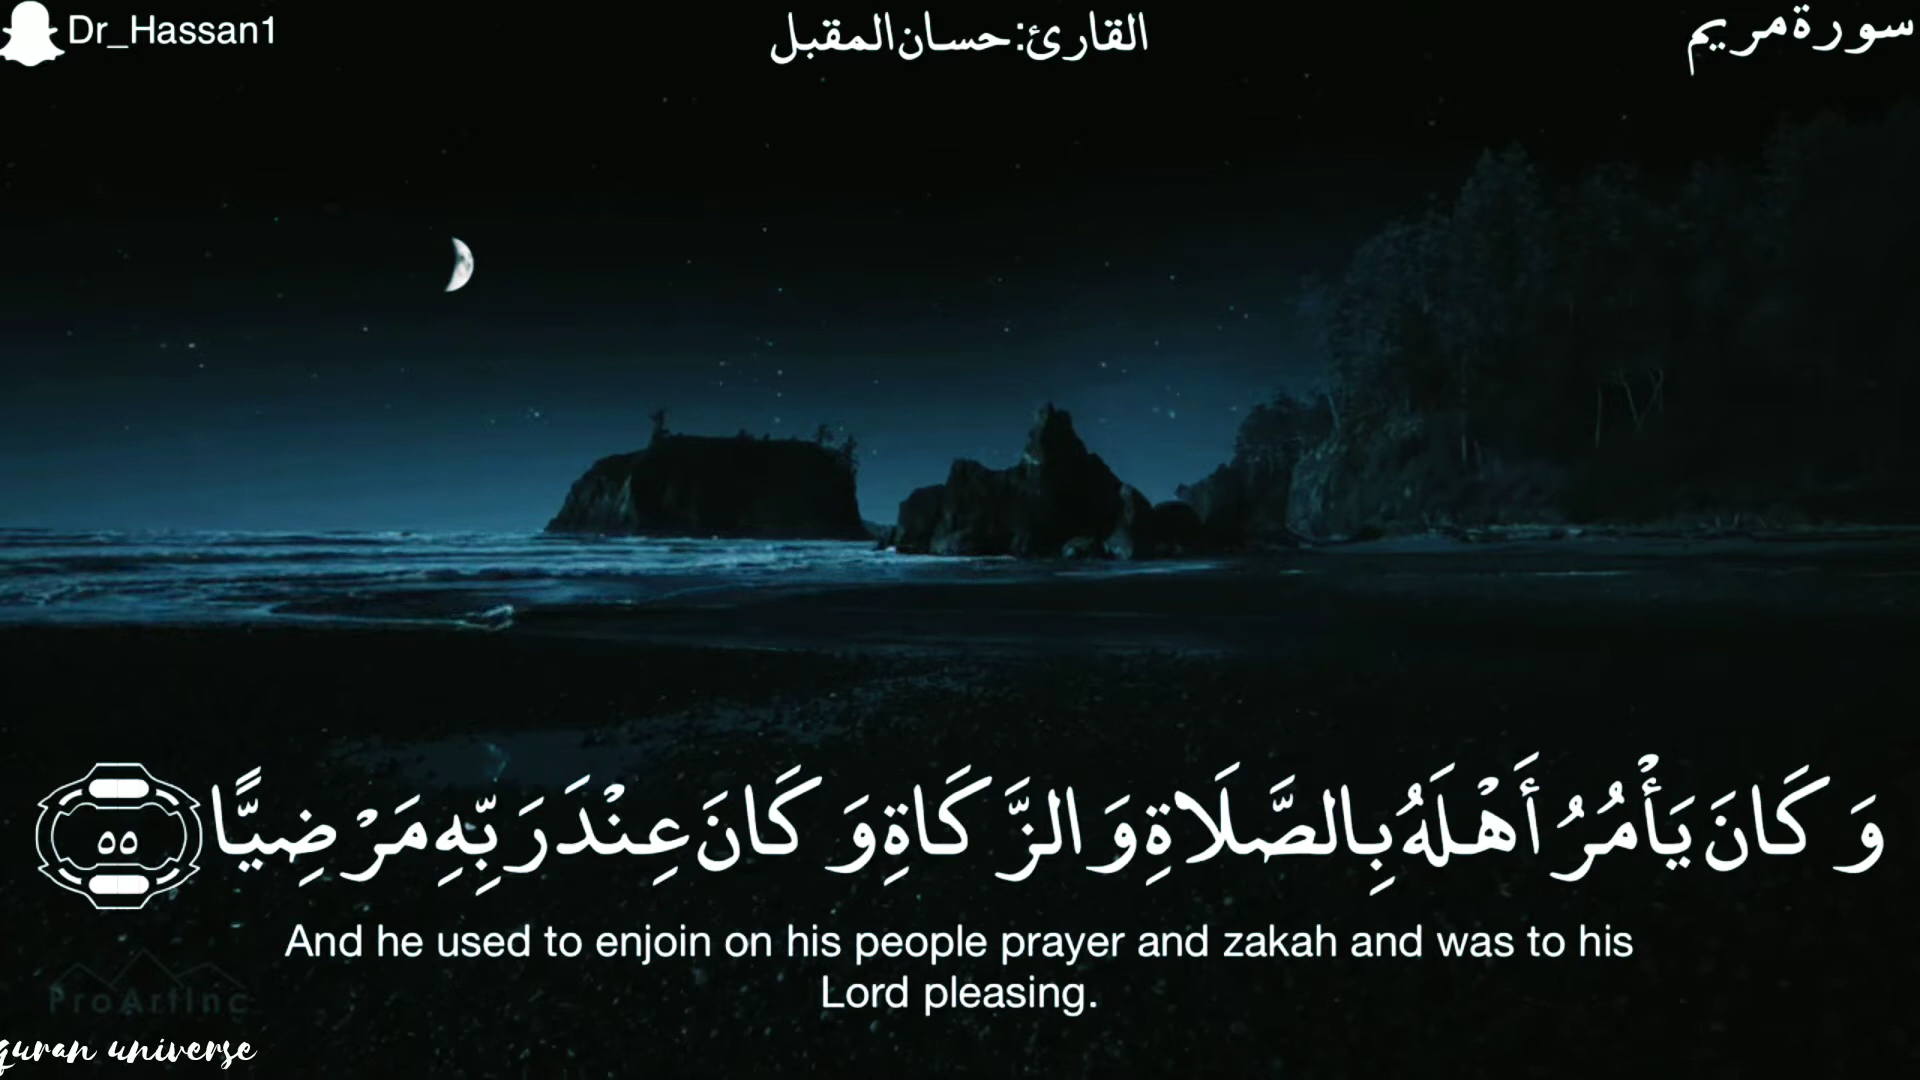 Dr_Hassan1
القارئ: حسان المقبل
سورة مريم
وَكَانَ يَأْمُرُ أَهْلَهُ بِالصَّلَاةِ وَالزَّكَاةِ وَكَانَ عِنْدَ رَبِّهِ مَرْضِيًّا ٥٥
And he used to enjoin on his people prayer and zakah and was to his
Lord pleasing.
ProArtInc
quran universe